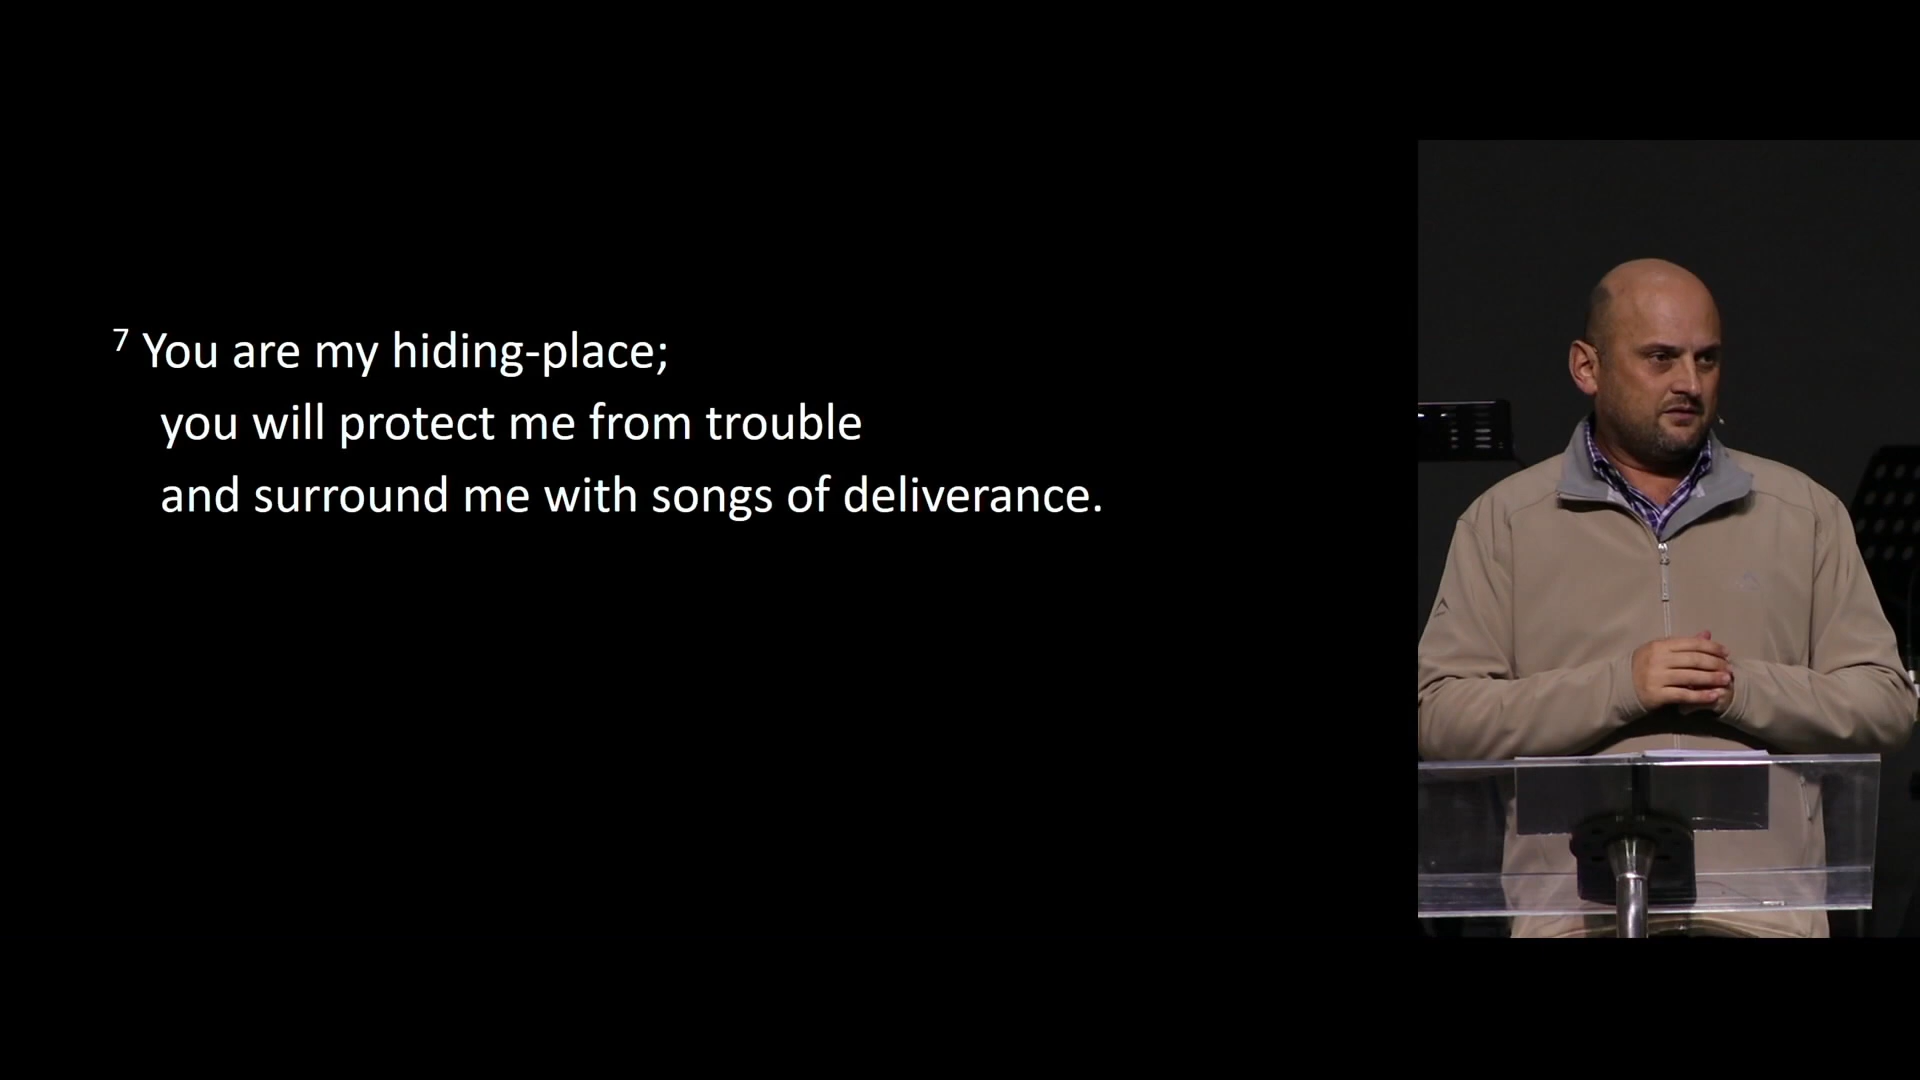 7 You are my hiding-place;
you will protect me from trouble
and surround me with songs of deliverance.